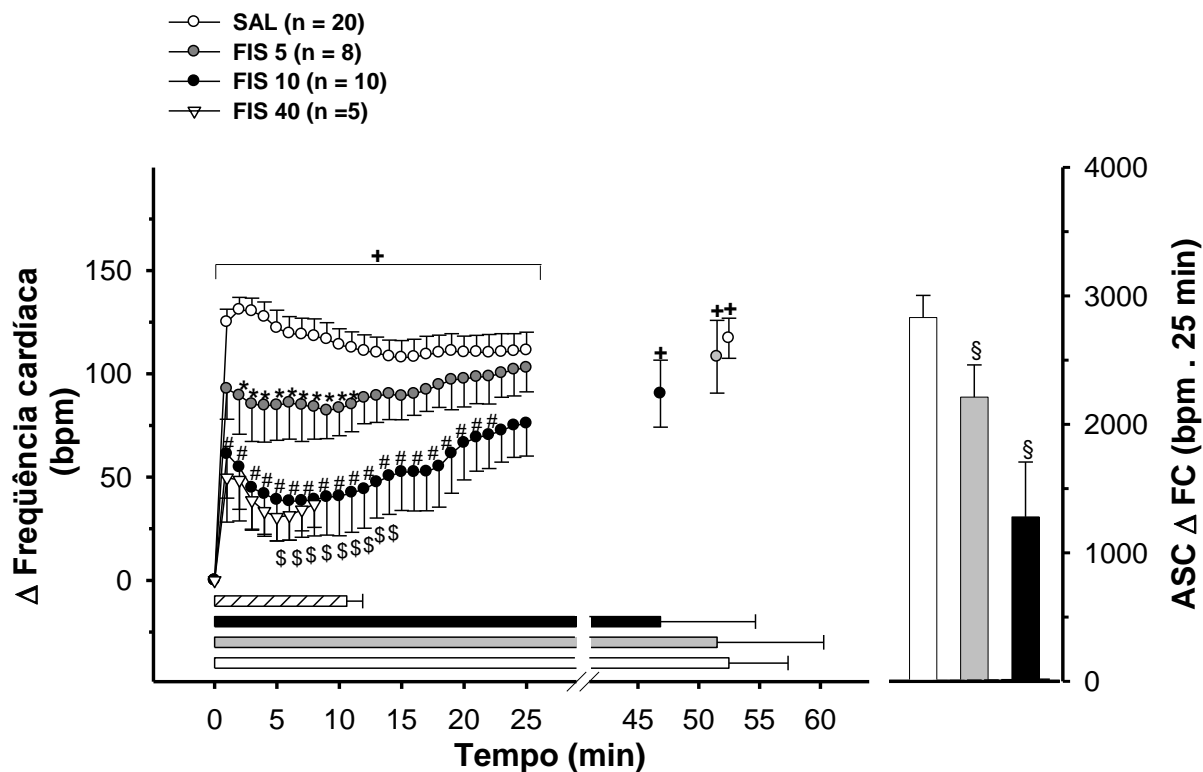 SAL (n = 20)
FIS 5 (n = 8)
FIS 10 (n = 10)
FIS 40 (n =5)
Δ Freqüência cardíaca
(bpm)
150
100
50
0
+
+
+ +
* * * * * * * * * *
# # # # # # # # # # # # # # # # # # # # # #
$ $ $ $ $ $ $ $ $
0 5 10 15 20 25 45 50 55 60
Tempo (min)
§
§
4000
3000
2000
1000
0
ASC Δ FC (bpm . 25 min)